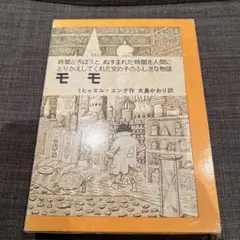 時間どろぼうと ぬすまれた時間を人間に
とりかえしてくれた女の子のふしぎな物語
モモ
ミヒャエル・エンデ作 大島かおり訳